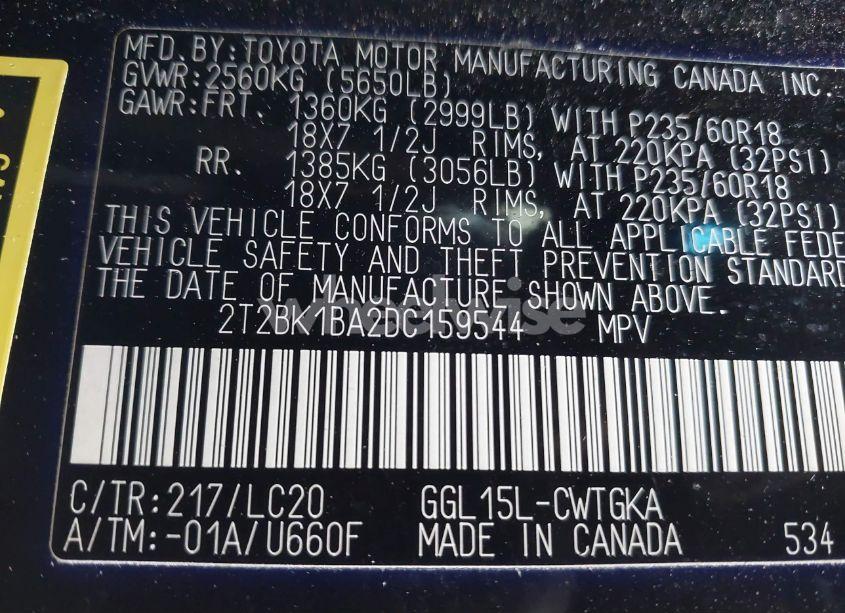 MFD. BY: TOYOTA MOTOR MANUFACTURING CANADA INC.
GVWR: 2560KG (5650LB)
GAWR: FRT. 1360KG (2999LB) WITH P235/60R18
18X7 1/2J RIMS, AT 220KPA (32PSI)
RR. 1385KG (3056LB) WITH P235/60R18
18X7 1/2J RIMS, AT 220KPA (32PSI)
THIS VEHICLE CONFORMS TO ALL APPLICABLE FEDE
VEHICLE SAFETY AND THEFT PREVENTION STANDARD
THE DATE OF MANUFACTURE SHOWN ABOVE.
2T2BK1BA2DC159544 MPV
C/TR: 217/LC20 GGL15L-CWTGKA
A/TM: -01A/U660F MADE IN CANADA 534